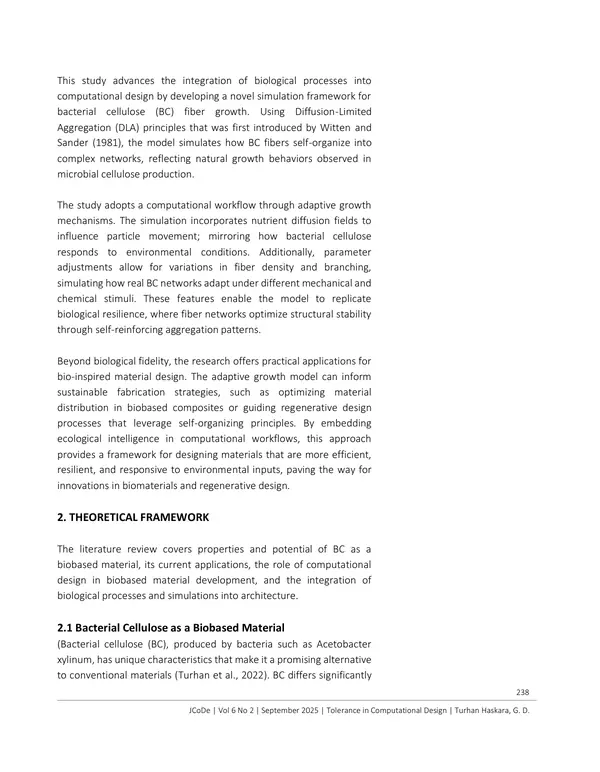 This study advances the integration of biological processes into
computational design by developing a novel simulation framework for
bacterial cellulose (BC) fiber growth. Using Diffusion-Limited
Aggregation (DLA) principles that was first introduced by Witten and
Sander (1981), the model simulates how BC fibers self-organize into
complex networks, reflecting natural growth behaviors observed in
microbial cellulose production.
The study adopts a computational workflow through adaptive growth
mechanisms. The simulation incorporates nutrient diffusion fields to
influence particle movement; mirroring how bacterial cellulose
responds to environmental conditions. Additionally, parameter
adjustments allow for variations in fiber density and branching,
simulating how real BC networks adapt under different mechanical and
chemical stimuli. These features enable the model to replicate
biological resilience, where fiber networks optimize structural stability
through self-reinforcing aggregation patterns.
Beyond biological fidelity, the research offers practical applications for
bio-inspired material design. The adaptive growth model can inform
sustainable fabrication strategies, such as optimizing material
distribution in biobased composites or guiding regenerative design
processes that leverage self-organizing principles. By embedding
ecological intelligence in computational workflows, this approach
provides a framework for designing materials that are more efficient,
resilient, and responsive to environmental inputs, paving the way for
innovations in biomaterials and regenerative design.
2. THEORETICAL FRAMEWORK
The literature review covers properties and potential of BC as a
biobased material, its current applications, the role of computational
design in biobased material development, and the integration of
biological processes and simulations into architecture.
2.1 Bacterial Cellulose as a Biobased Material
(Bacterial cellulose (BC), produced by bacteria such as Acetobacter
xylinum, has unique characteristics that make it a promising alternative
to conventional materials (Turhan et al., 2022). BC differs significantly
238
JCoDe | Vol 6 No 2 | September 2025 | Tolerance in Computational Design | Turhan Haskara, G. D.